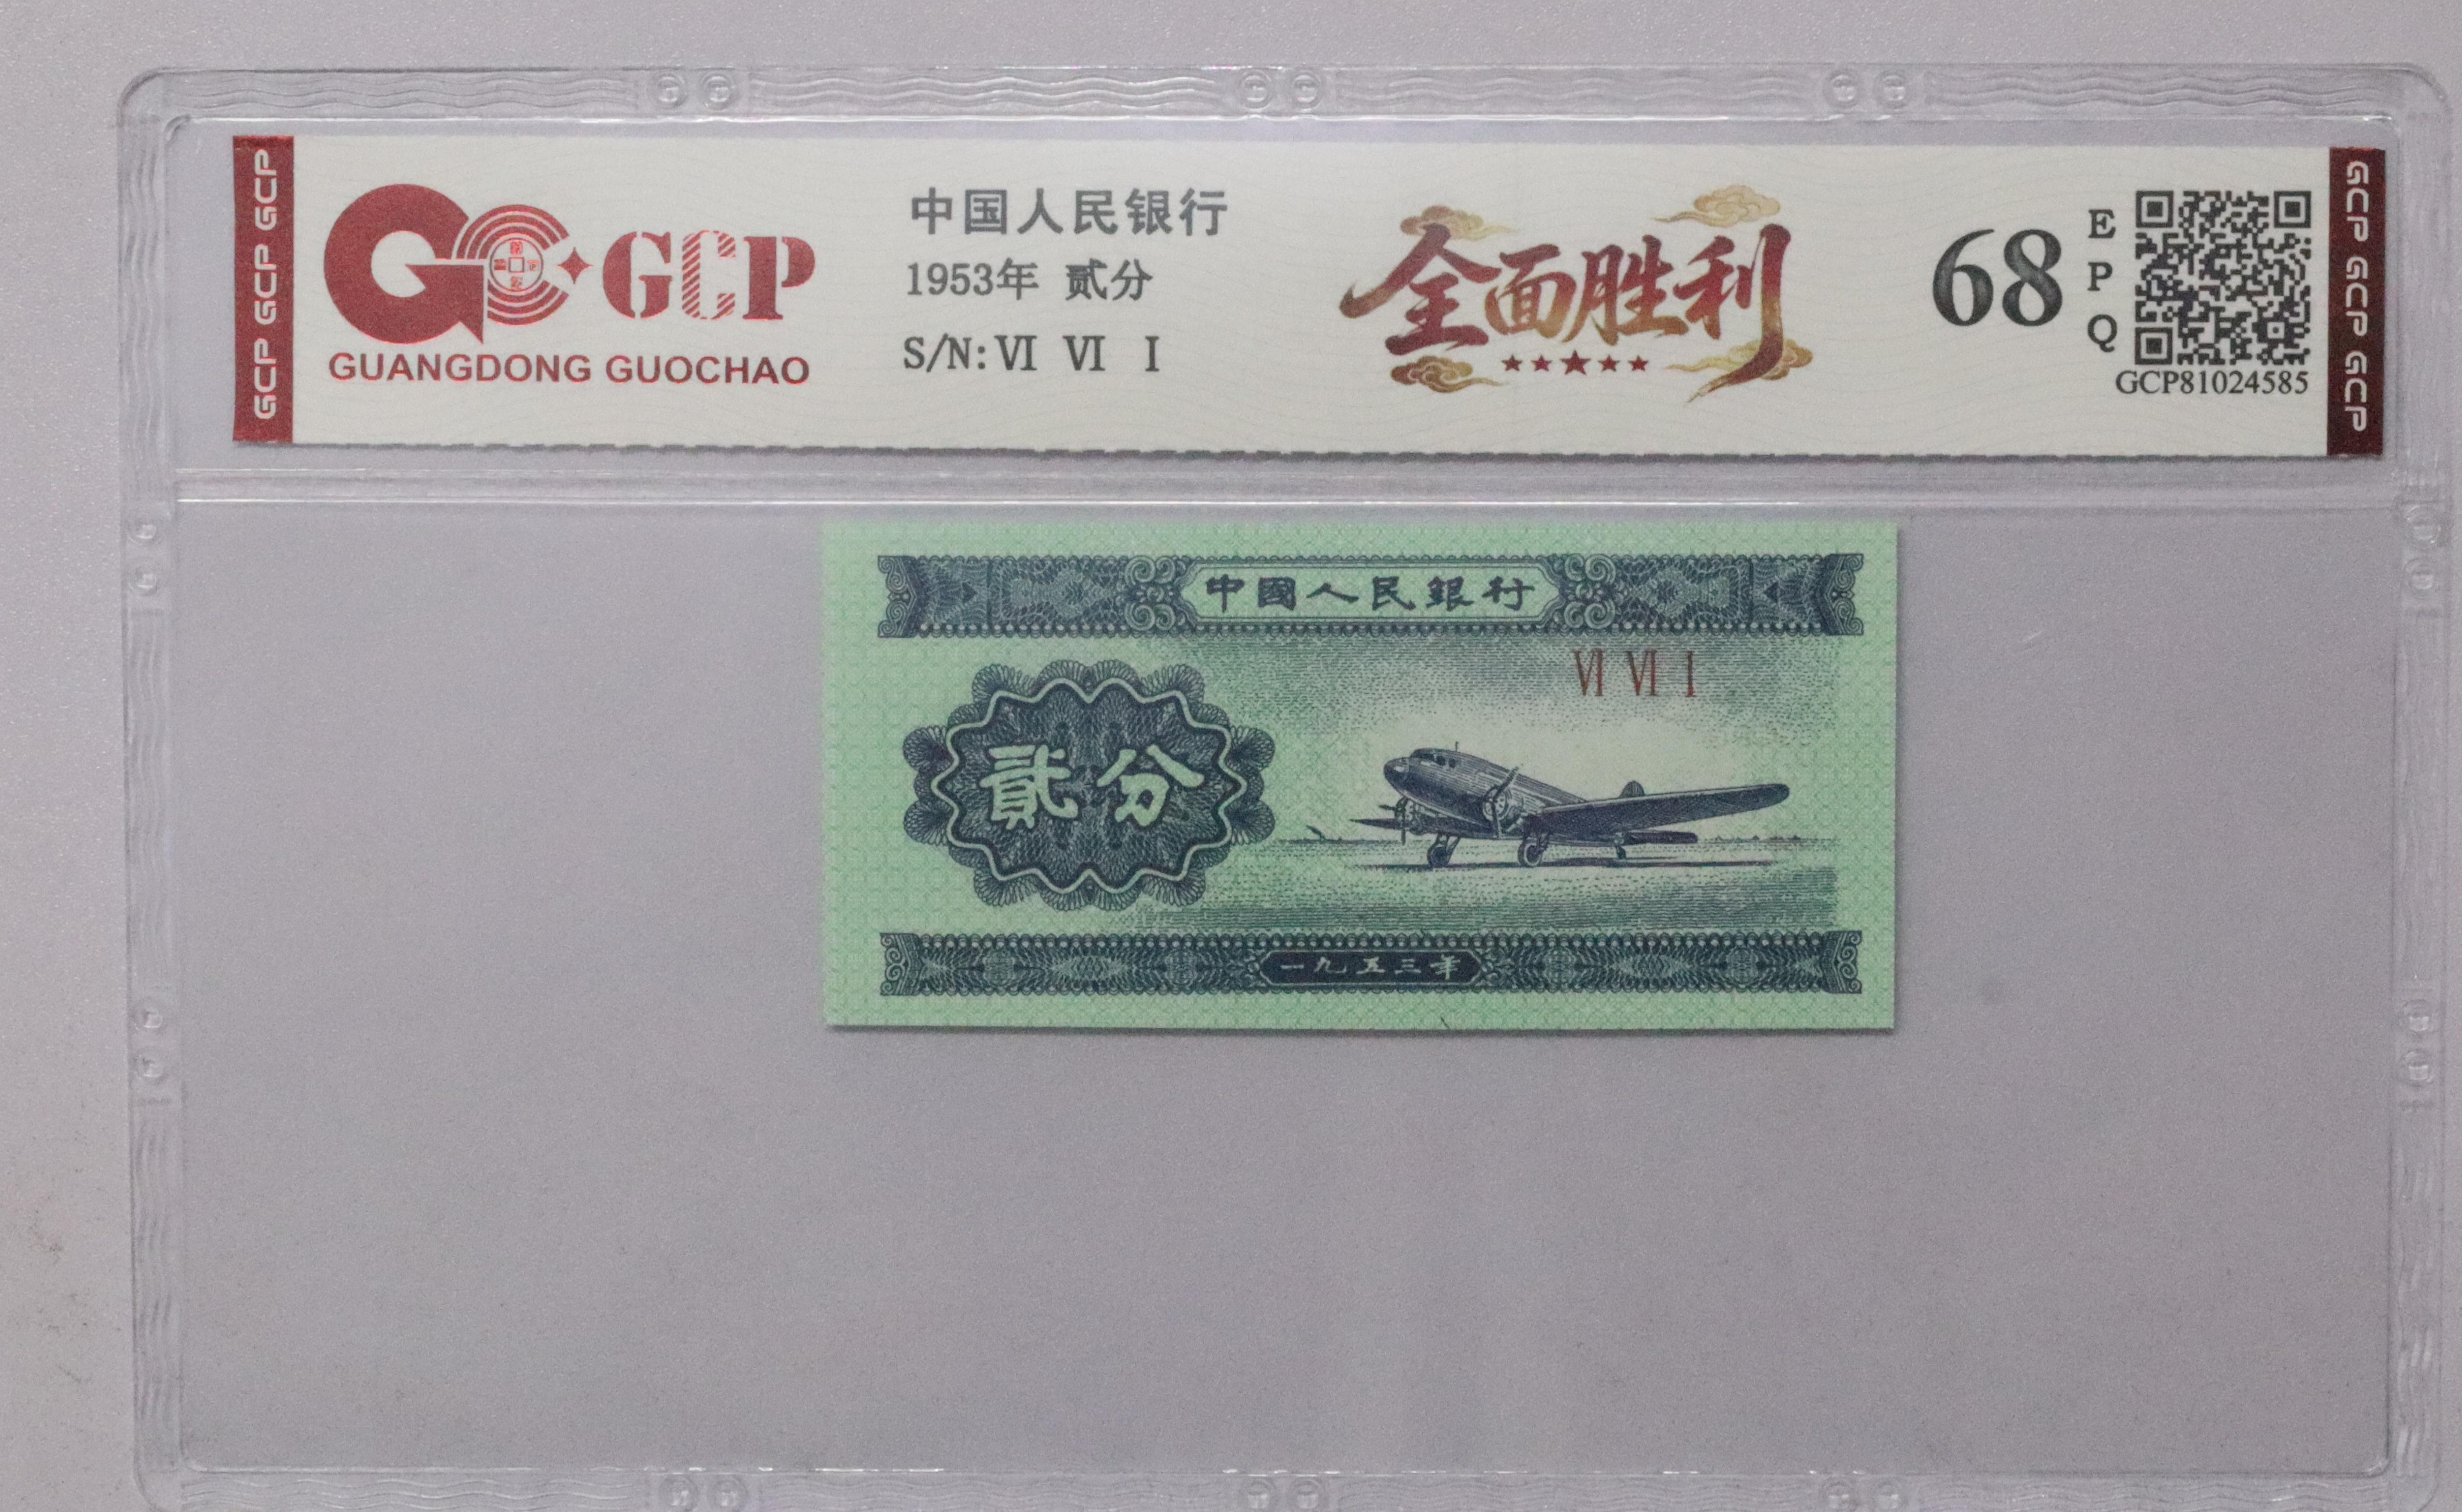 GCP GCP GCP
GCP
GUANGDONG GUOCHAO
中国人民银行
1953年 贰分
S/N: VI VI I
全面胜利
68
EPQ
GCP81024585
GCP GCP GCP
中國人民銀行
VI VI I
貳分
一九五三年